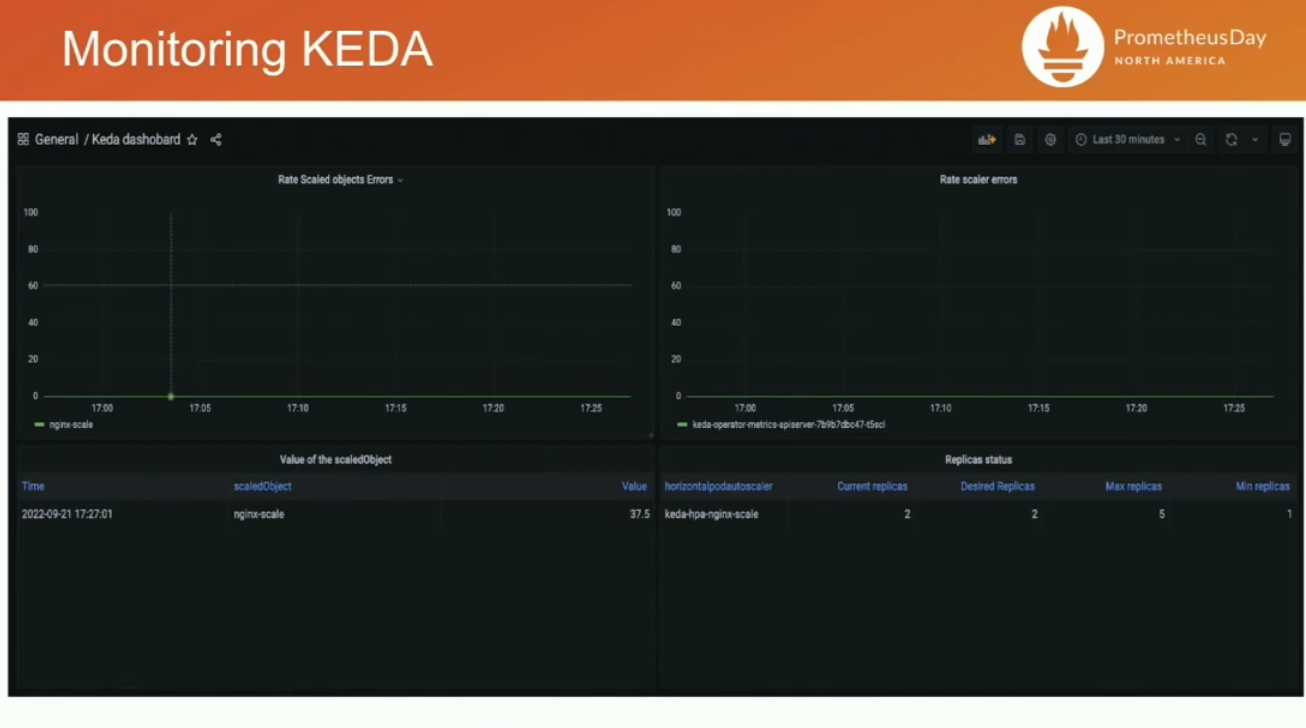 Monitoring KEDA
PrometheusDay
NORTH AMERICA
General / Keda dashobard
Last 30 minutes
Rate Scaled objects Errors
100
80
60
40
20
0
17:00 17:05 17:10 17:15 17:20 17:25
nginx-scale
Rate scaler errors
100
80
60
40
20
0
17:00 17:05 17:10 17:15 17:20 17:25
keda-operator-metrics-apiserver-7b9b7dbc47-t5scl
Value of the scaledObject
Time scaledObject Value
2022-09-21 17:27:01 nginx-scale 37.5
Replicas status
horizontalpodautoscaler Current replicas Desired Replicas Max replicas Min replicas
keda-hpa-nginx-scale 2 2 5 1